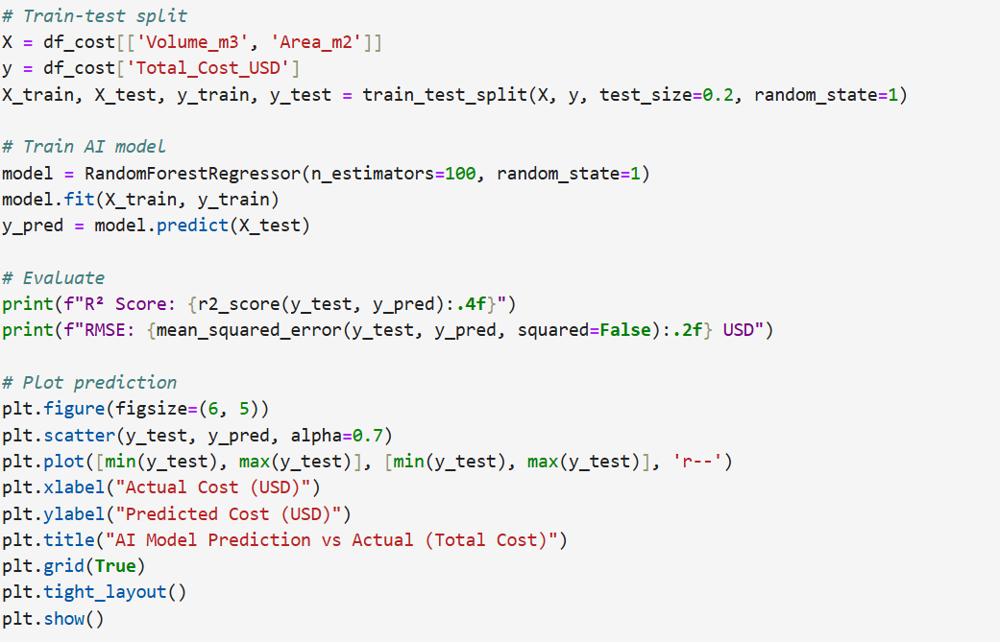 # Train-test split
X = df_cost[['Volume_m3', 'Area_m2']]
y = df_cost['Total_Cost_USD']
X_train, X_test, y_train, y_test = train_test_split(X, y, test_size=0.2, random_state=1)
# Train AI model
model = RandomForestRegressor(n_estimators=100, random_state=1)
model.fit(X_train, y_train)
y_pred = model.predict(X_test)
# Evaluate
print(f"R² Score: {r2_score(y_test, y_pred):.4f}")
print(f"RMSE: {mean_squared_error(y_test, y_pred, squared=False):.2f} USD")
# Plot prediction
plt.figure(figsize=(6, 5))
plt.scatter(y_test, y_pred, alpha=0.7)
plt.plot([min(y_test), max(y_test)], [min(y_test), max(y_test)], 'r--')
plt.xlabel("Actual Cost (USD)")
plt.ylabel("Predicted Cost (USD)")
plt.title("AI Model Prediction vs Actual (Total Cost)")
plt.grid(True)
plt.tight_layout()
plt.show()